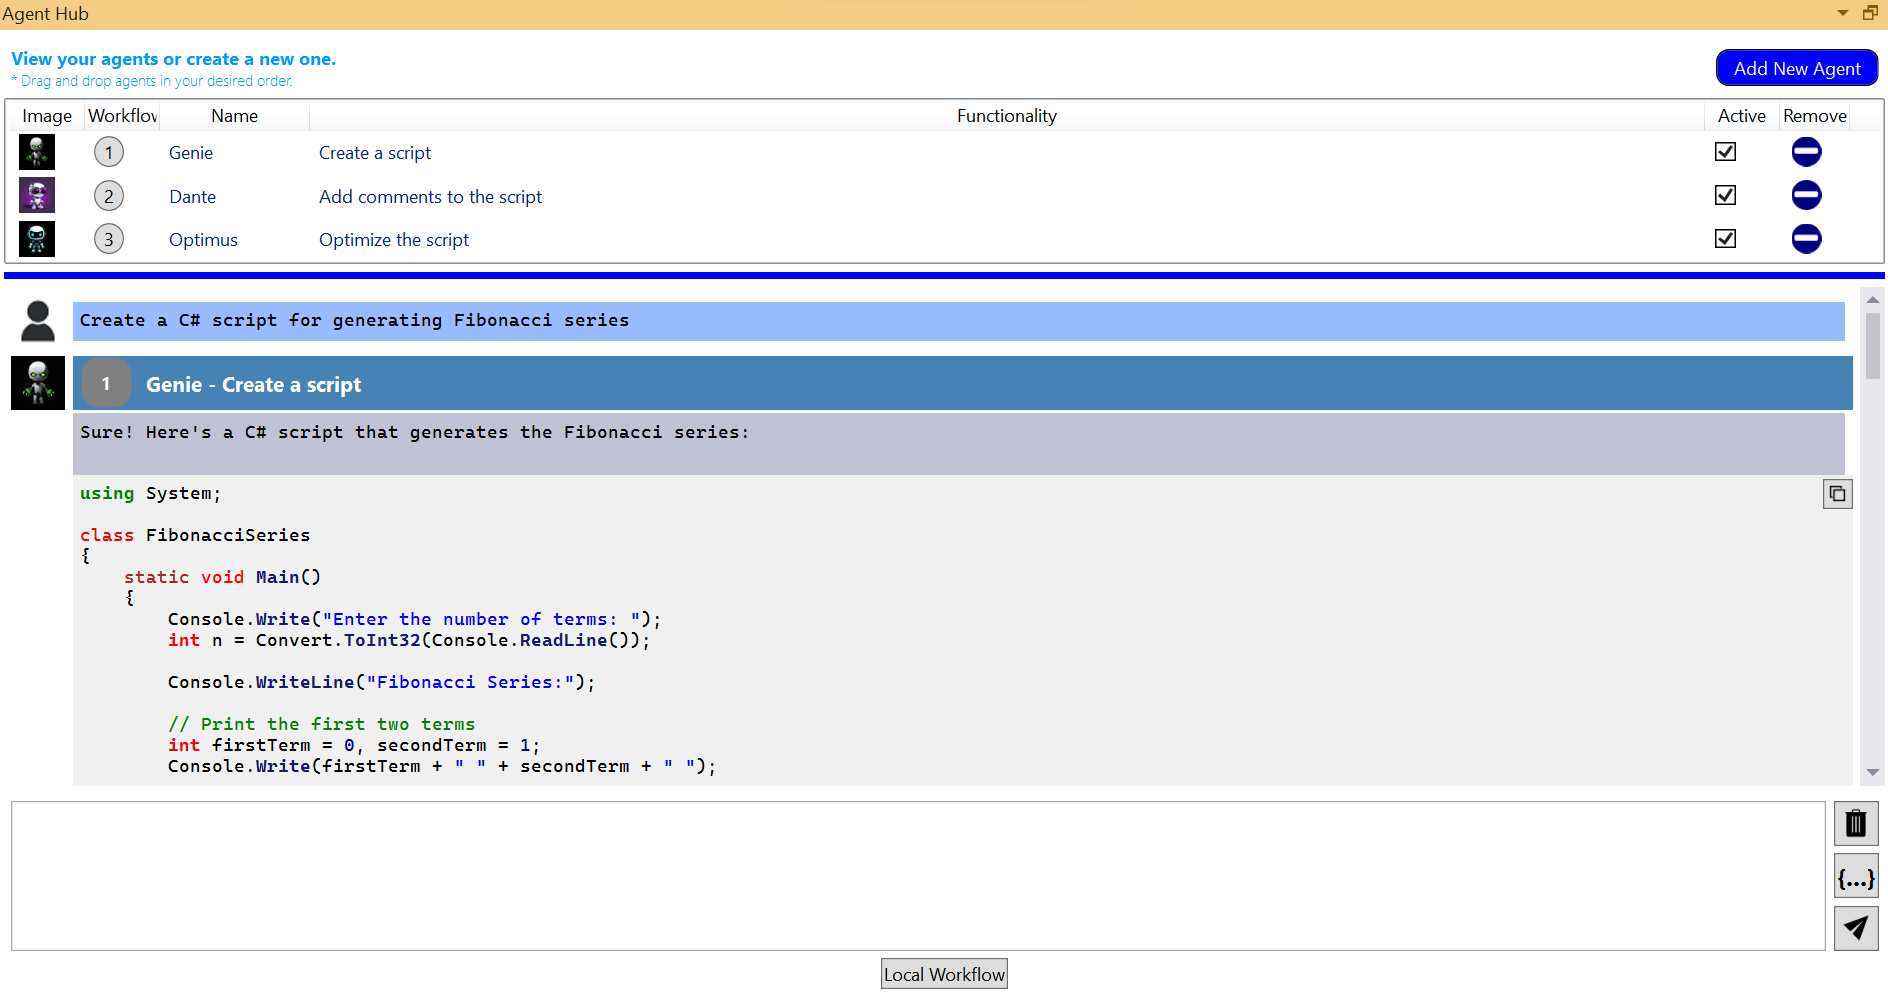 Agent Hub
View your agents or create a new one.
* Drag and drop agents in your desired order.
Add New Agent
Image Workflow Name Functionality Active Remove
1 Genie Create a script
2 Dante Add comments to the script
3 Optimus Optimize the script
Create a C# script for generating Fibonacci series
1 Genie - Create a script
Sure! Here's a C# script that generates the Fibonacci series:
using System;
class FibonacciSeries
{
static void Main()
{
Console.Write("Enter the number of terms: ");
int n = Convert.ToInt32(Console.ReadLine());
Console.WriteLine("Fibonacci Series:");
// Print the first two terms
int firstTerm = 0, secondTerm = 1;
Console.Write(firstTerm + " " + secondTerm + " ");
{...}
Local Workflow